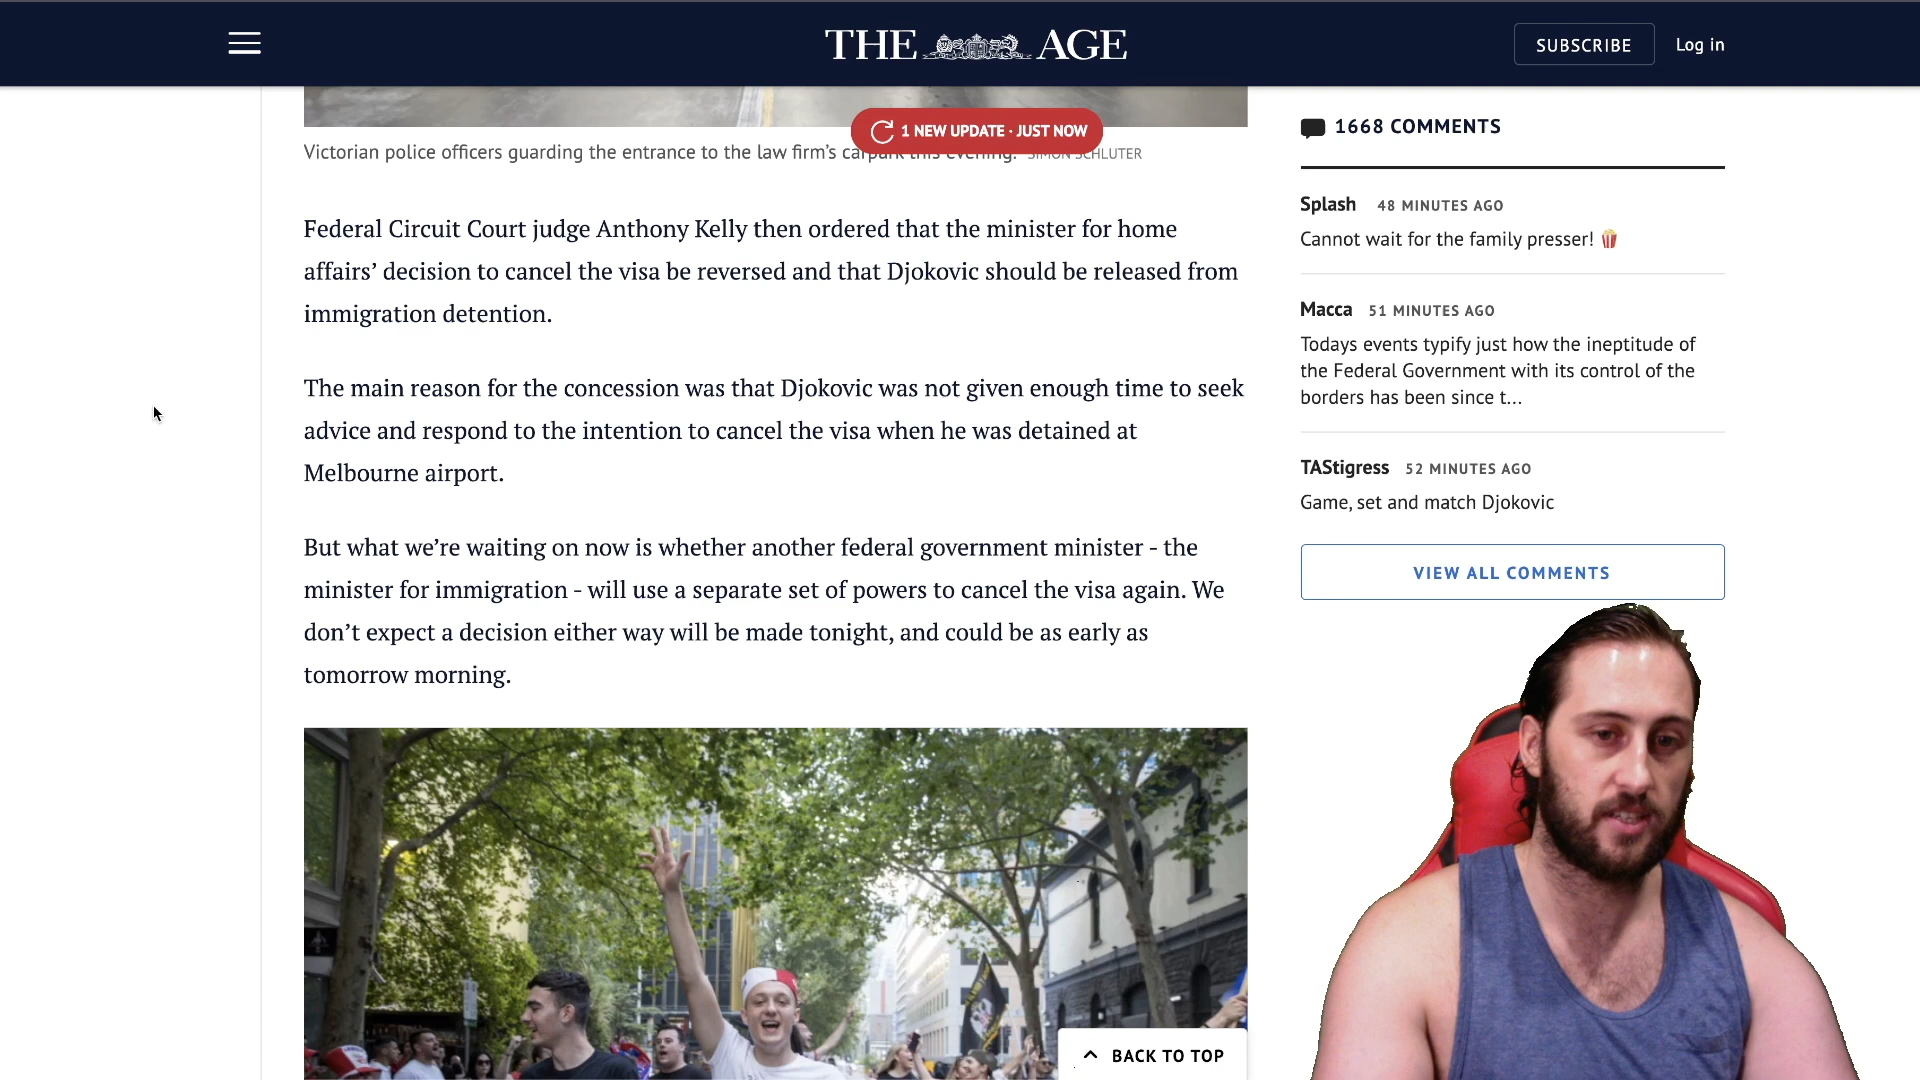 THE AGE
SUBSCRIBE
Log in
1 NEW UPDATE · JUST NOW
Victorian police officers guarding the entrance to the law firm's carpark this evening. SIMON SCHLUTER
Federal Circuit Court judge Anthony Kelly then ordered that the minister for home
affairs’ decision to cancel the visa be reversed and that Djokovic should be released from
immigration detention.
The main reason for the concession was that Djokovic was not given enough time to seek
advice and respond to the intention to cancel the visa when he was detained at
Melbourne airport.
But what we’re waiting on now is whether another federal government minister - the
minister for immigration - will use a separate set of powers to cancel the visa again. We
don’t expect a decision either way will be made tonight, and could be as early as
tomorrow morning.
BACK TO TOP
1668 COMMENTS
Splash 48 MINUTES AGO
Cannot wait for the family presser! 🍿
Macca 51 MINUTES AGO
Todays events typify just how the ineptitude of
the Federal Government with its control of the
borders has been since t...
TAStigress 52 MINUTES AGO
Game, set and match Djokovic
VIEW ALL COMMENTS